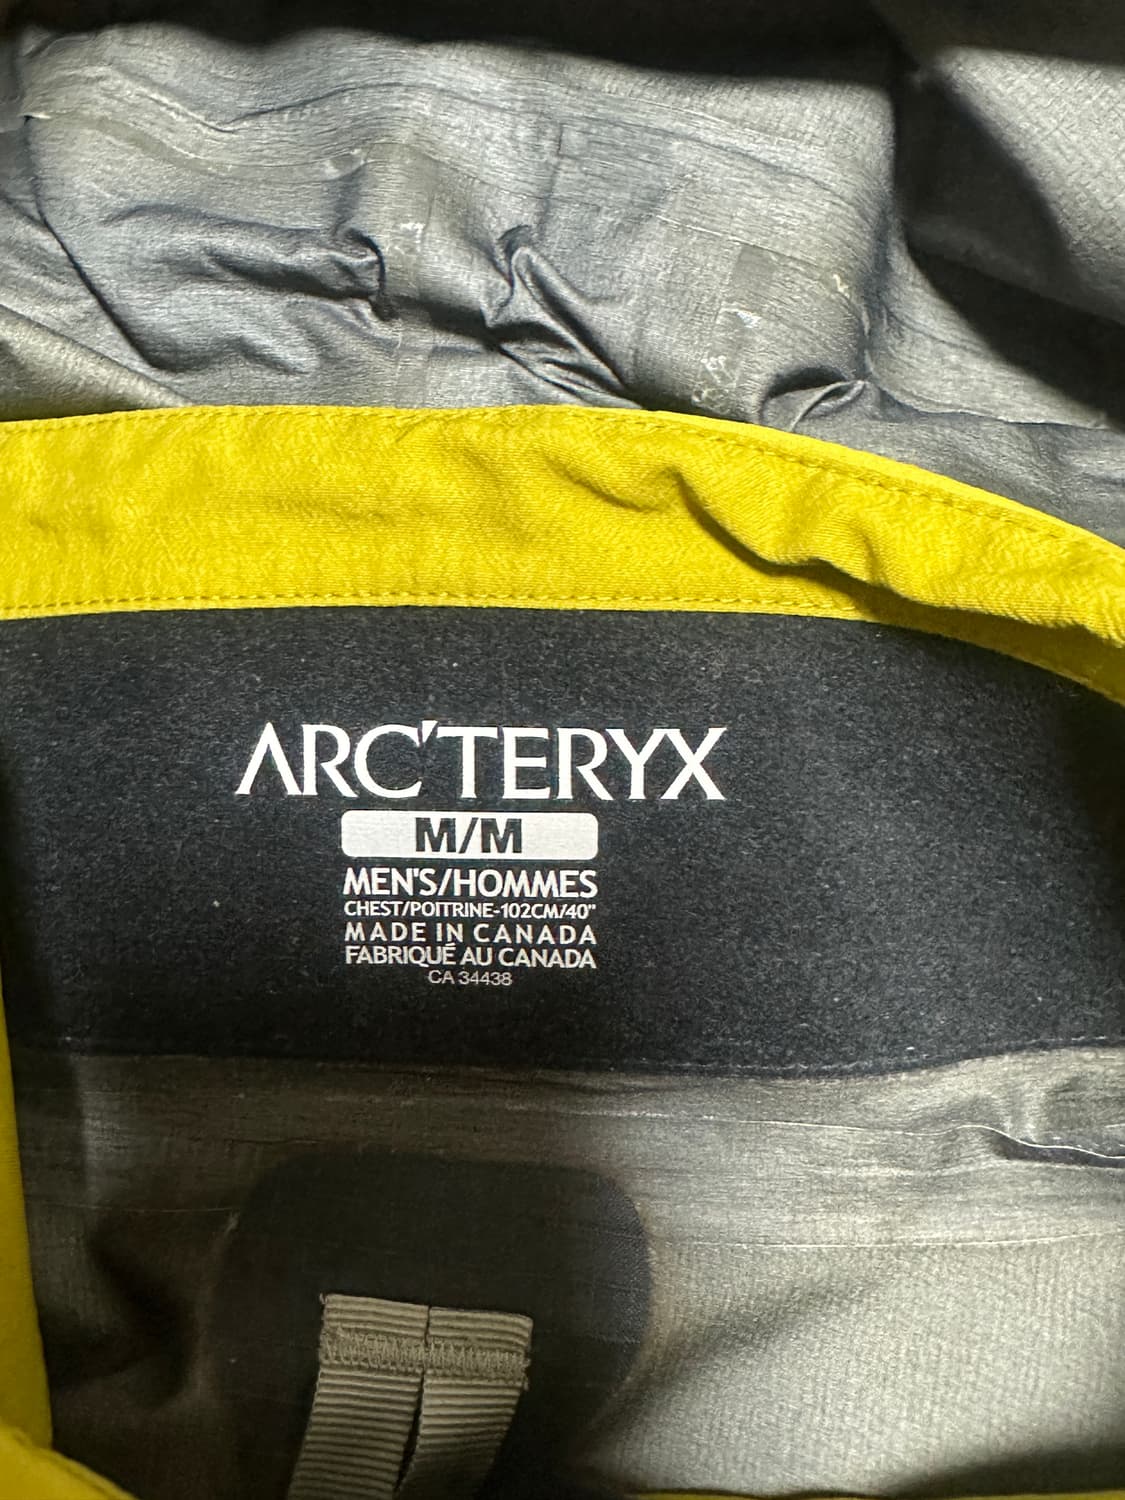 ARC'TERYX
M/M
MEN'S/HOMMES
CHEST/POITRINE-102CM/40"
MADE IN CANADA
FABRIQUÉ AU CANADA
CA 34438